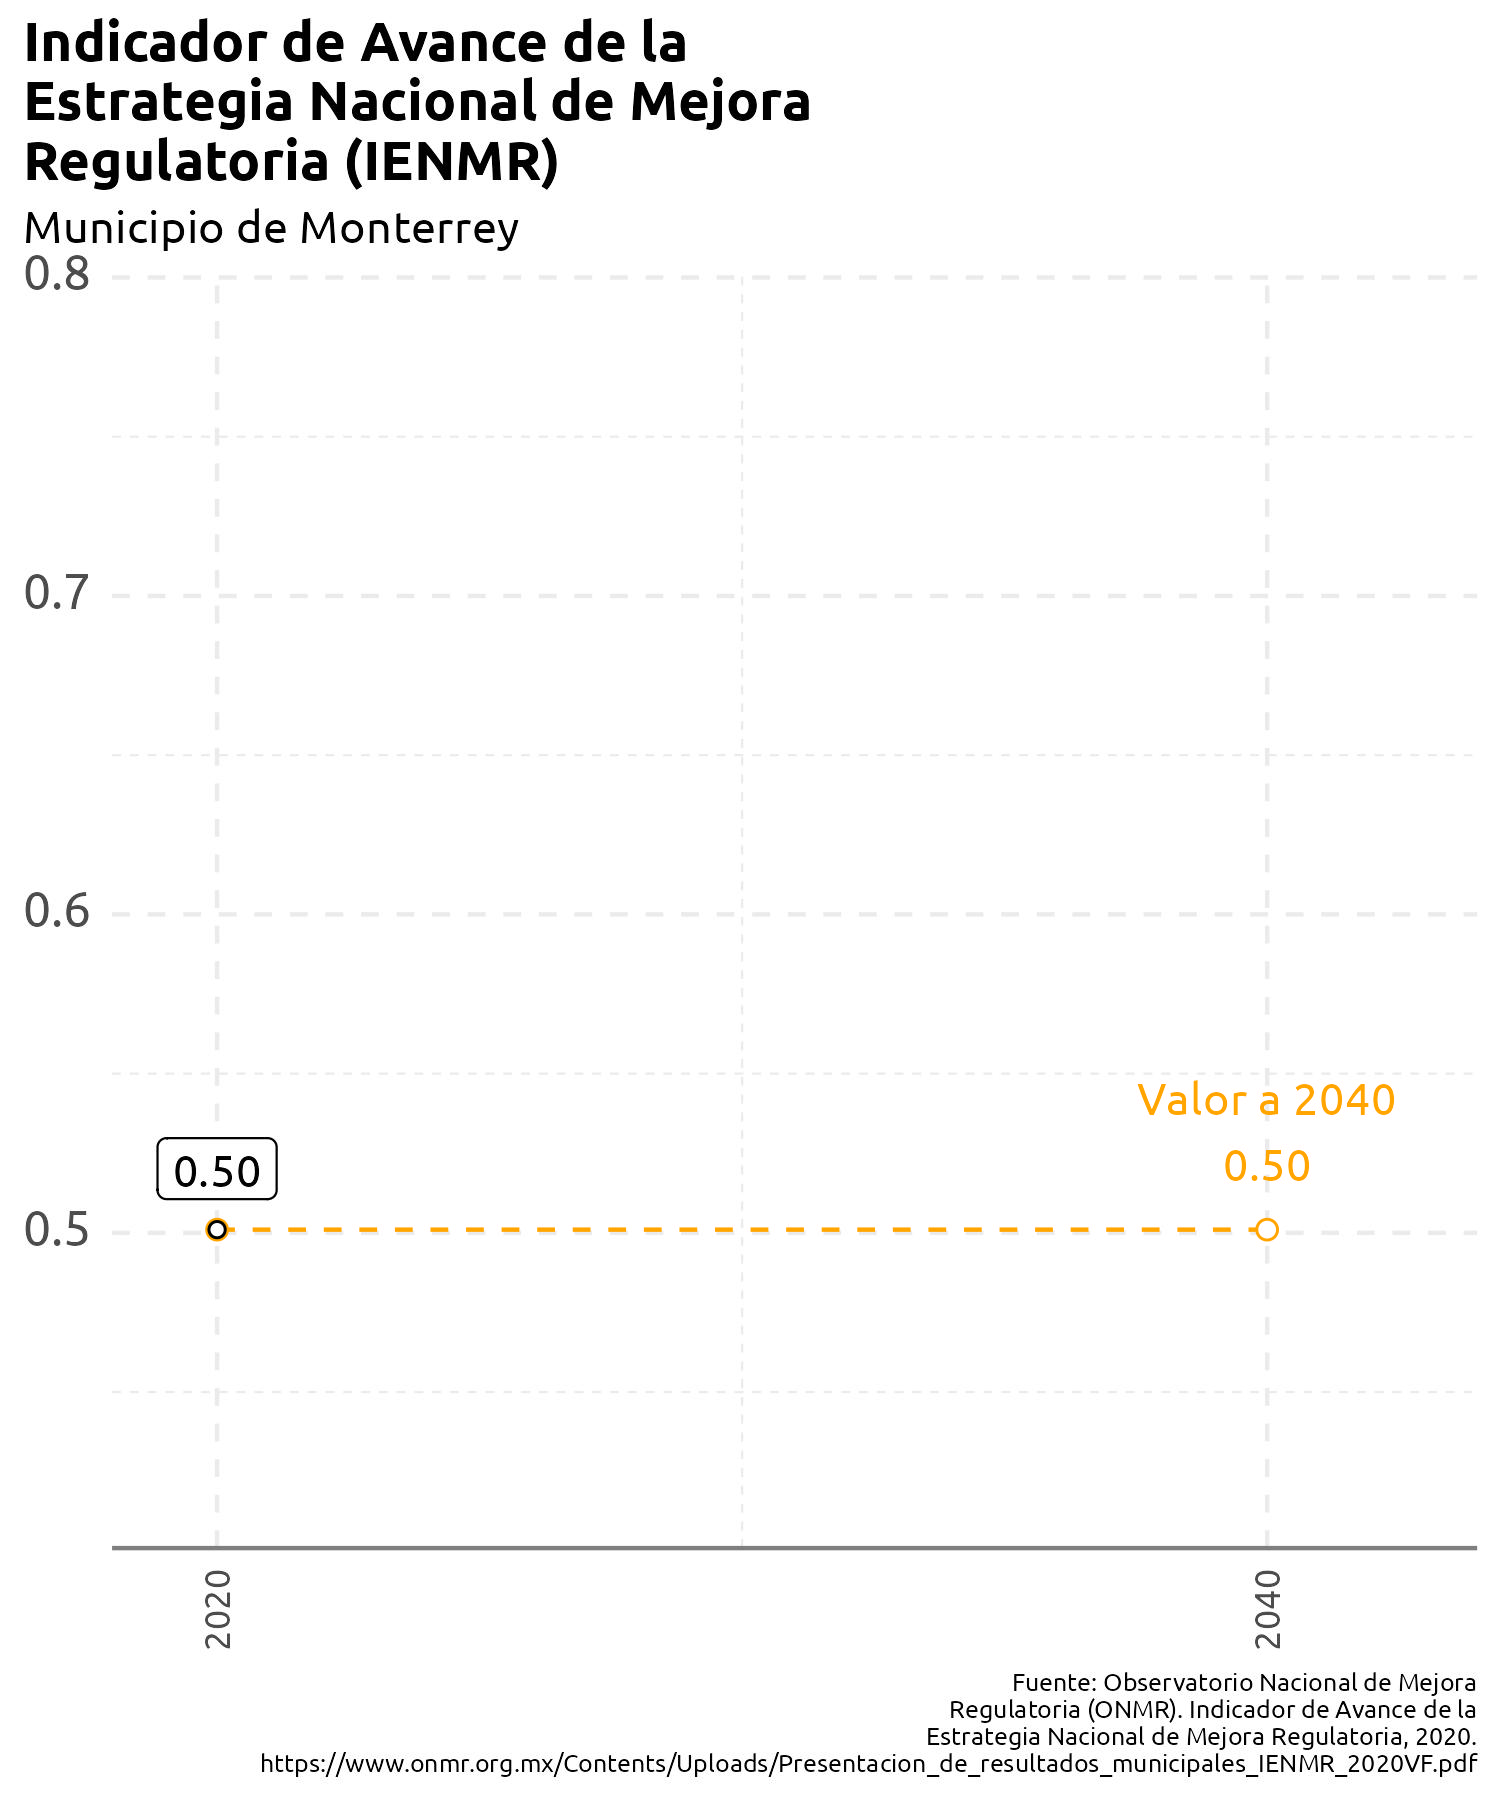 Indicador de Avance de la
Estrategia Nacional de Mejora
Regulatoria (IENMR)
Municipio de Monterrey
0.8
0.7
0.6
Valor a 2040
0.50
0.50
0.5
2020
2040
Fuente: Observatorio Nacional de Mejora
Regulatoria (ONMR). Indicador de Avance de la
Estrategia Nacional de Mejora Regulatoria, 2020.
https://www.onmr.org.mx/Contents/Uploads/Presentacion_de_resultados_municipales_IENMR_2020VF.pdf